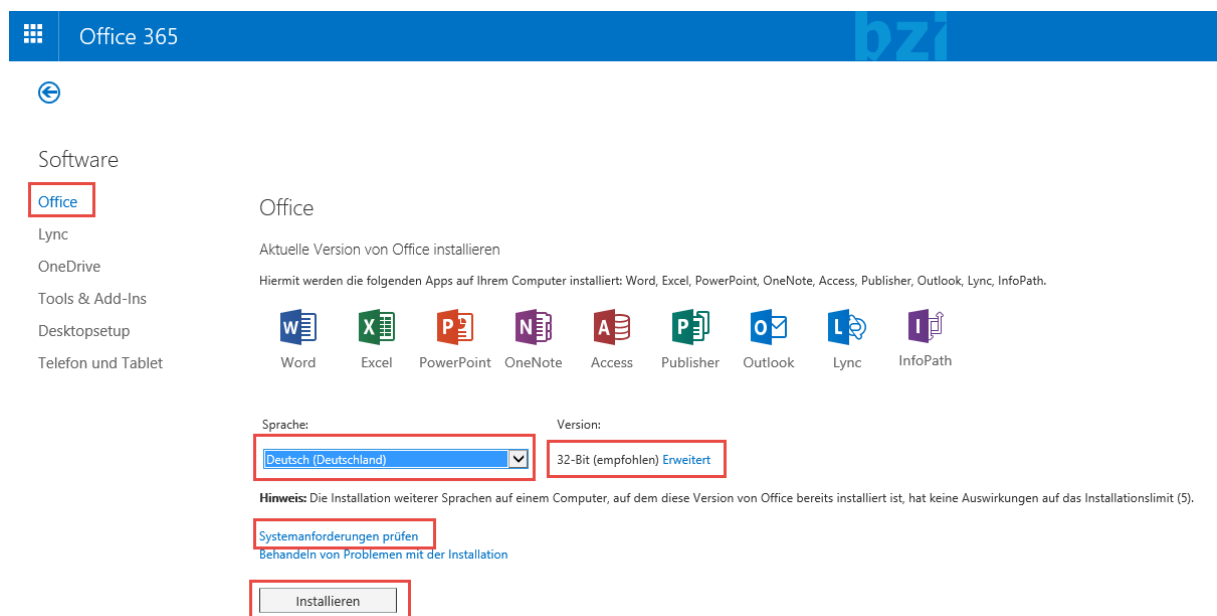 Office 365
bzi
Software
Office
Lync
OneDrive
Tools & Add-Ins
Desktopsetup
Telefon und Tablet
Office
Aktuelle Version von Office installieren
Hiermit werden die folgenden Apps auf Ihrem Computer installiert: Word, Excel, PowerPoint, OneNote, Access, Publisher, Outlook, Lync, InfoPath.
Word Excel PowerPoint OneNote Access Publisher Outlook Lync InfoPath
Sprache: Version:
Deutsch (Deutschland) 32-Bit (empfohlen) Erweitert
Hinweis: Die Installation weiterer Sprachen auf einem Computer, auf dem diese Version von Office bereits installiert ist, hat keine Auswirkungen auf das Installationslimit (5).
Systemanforderungen prüfen
Behandeln von Problemen mit der Installation
Installieren